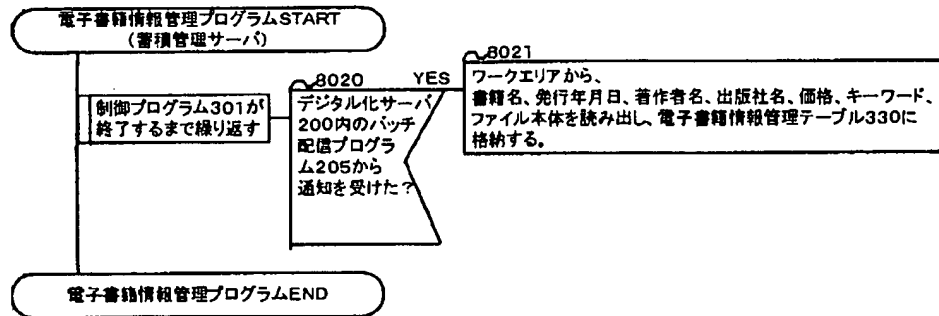 電子書籍情報管理プログラムSTART
(蓄積管理サーバ)
制御プログラム301が
終了するまで繰り返す
8020
YES
デジタル化サーバ
200内のバッチ
配信プログラ
ム205から
通知を受けた?
8021
ワークエリアから、
書籍名、発行年月日、著作者名、出版社名、価格、キーワード、
ファイル本体を読み出し、電子書籍情報管理テーブル330に
格納する。
電子書籍情報管理プログラムEND